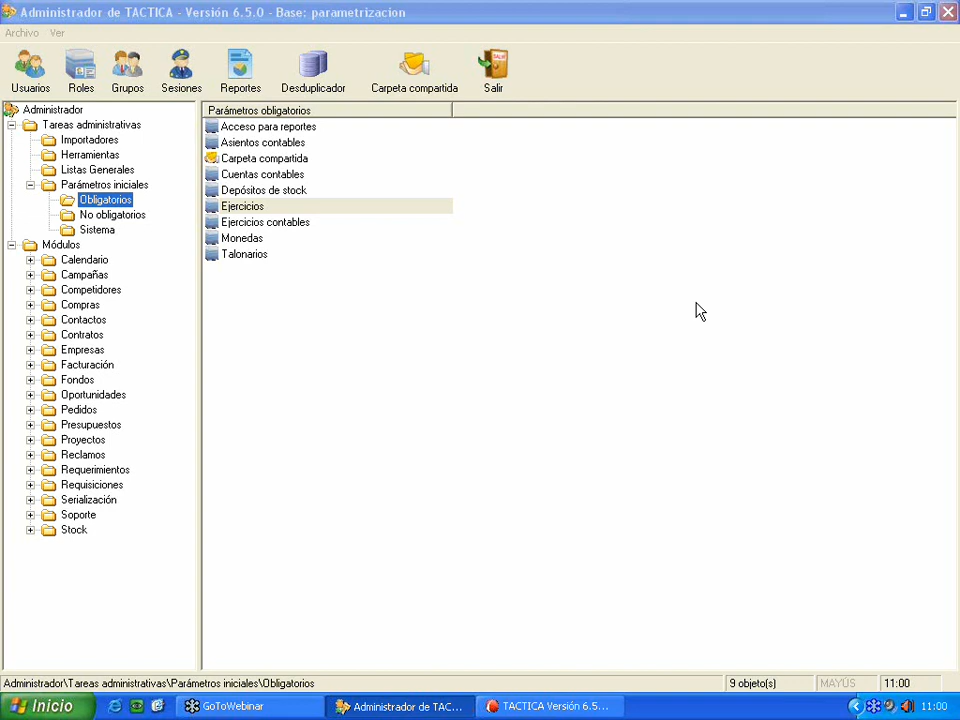 Administrador de TACTICA - Versión 6.5.0 - Base: parametrizacion
Archivo Ver
Usuarios Roles Grupos Sesiones Reportes Desduplicador Carpeta compartida Salir
Administrador
Tareas administrativas
Importadores
Herramientas
Listas Generales
Parámetros iniciales
Obligatorios
No obligatorios
Sistema
Módulos
Calendario
Campañas
Competidores
Compras
Contactos
Contratos
Empresas
Facturación
Fondos
Oportunidades
Pedidos
Presupuestos
Proyectos
Reclamos
Requerimientos
Requisiciones
Serialización
Soporte
Stock
Parámetros obligatorios
Acceso para reportes
Asientos contables
Carpeta compartida
Cuentas contables
Depósitos de stock
Ejercicios
Ejercicios contables
Monedas
Talonarios
Administrador\Tareas administrativas\Parámetros iniciales\Obligatorios 9 objeto(s) MAYÚS 11:00
Inicio GoToWebinar Administrador de TAC... TACTICA Versión 6.5... 11:00